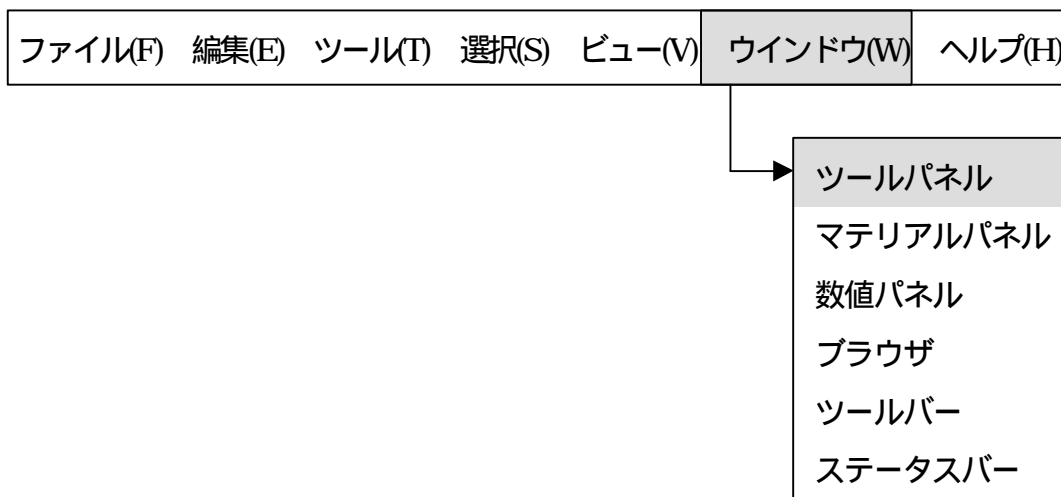 ファイル(F) 編集(E) ツール(T) 選択(S) ビュー(V) ウインドウ(W) ヘルプ(H)
ツールパネル
マテリアルパネル
数値パネル
ブラウザ
ツールバー
ステータスバー